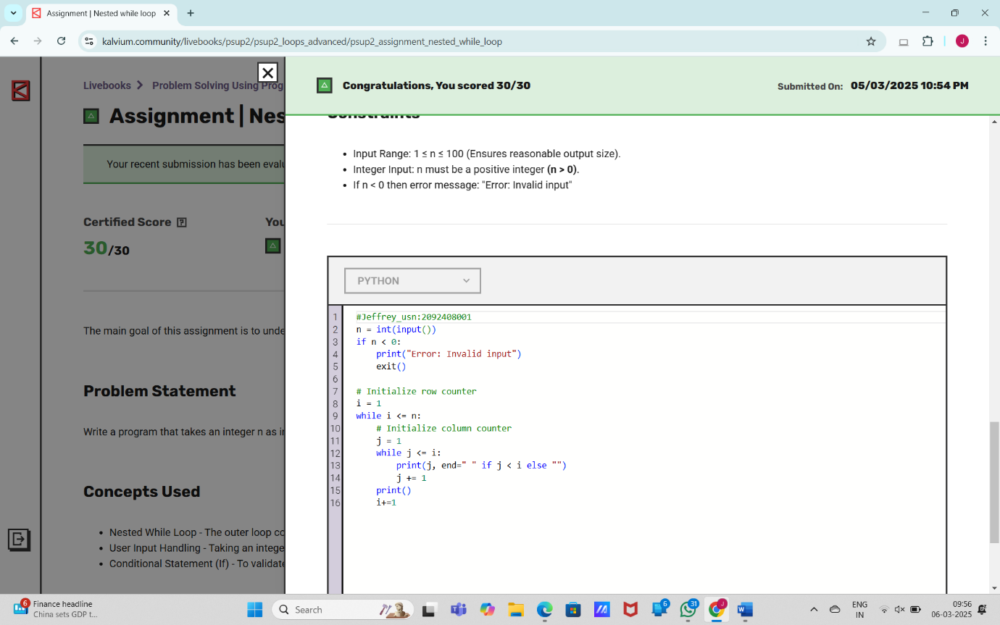 Assignment | Nested while loop
kalvium.community/livebooks/psup2/psup2_loops_advanced/psup2_assignment_nested_while_loop
J
Livebooks > Problem Solving Using Prog
Assignment | Nes
Your recent submission has been evalu
Certified Score ?
You
30/30
The main goal of this assignment is to unde
Problem Statement
Write a program that takes an integer n as in
Concepts Used
• Nested While Loop - The outer loop co
• User Input Handling - Taking an intege
• Conditional Statement (If) - To validate
Congratulations, You scored 30/30
Submitted On: 05/03/2025 10:54 PM
Constraints
• Input Range: 1 ≤ n ≤ 100 (Ensures reasonable output size).
• Integer Input: n must be a positive integer (n > 0).
• If n < 0 then error message: "Error: Invalid input"
PYTHON
1 #Jeffrey_usn:2092408001
2 n = int(input())
3 if n < 0:
4     print("Error: Invalid input")
5     exit()
6
7 # Initialize row counter
8 i = 1
9 while i <= n:
10     # Initialize column counter
11     j = 1
12     while j <= i:
13         print(j, end=" " if j < i else "")
14         j += 1
15     print()
16     i+=1
6
Finance headline
China sets GDP t...
Search
6
31
J
ENG
IN
09:56
06-03-2025